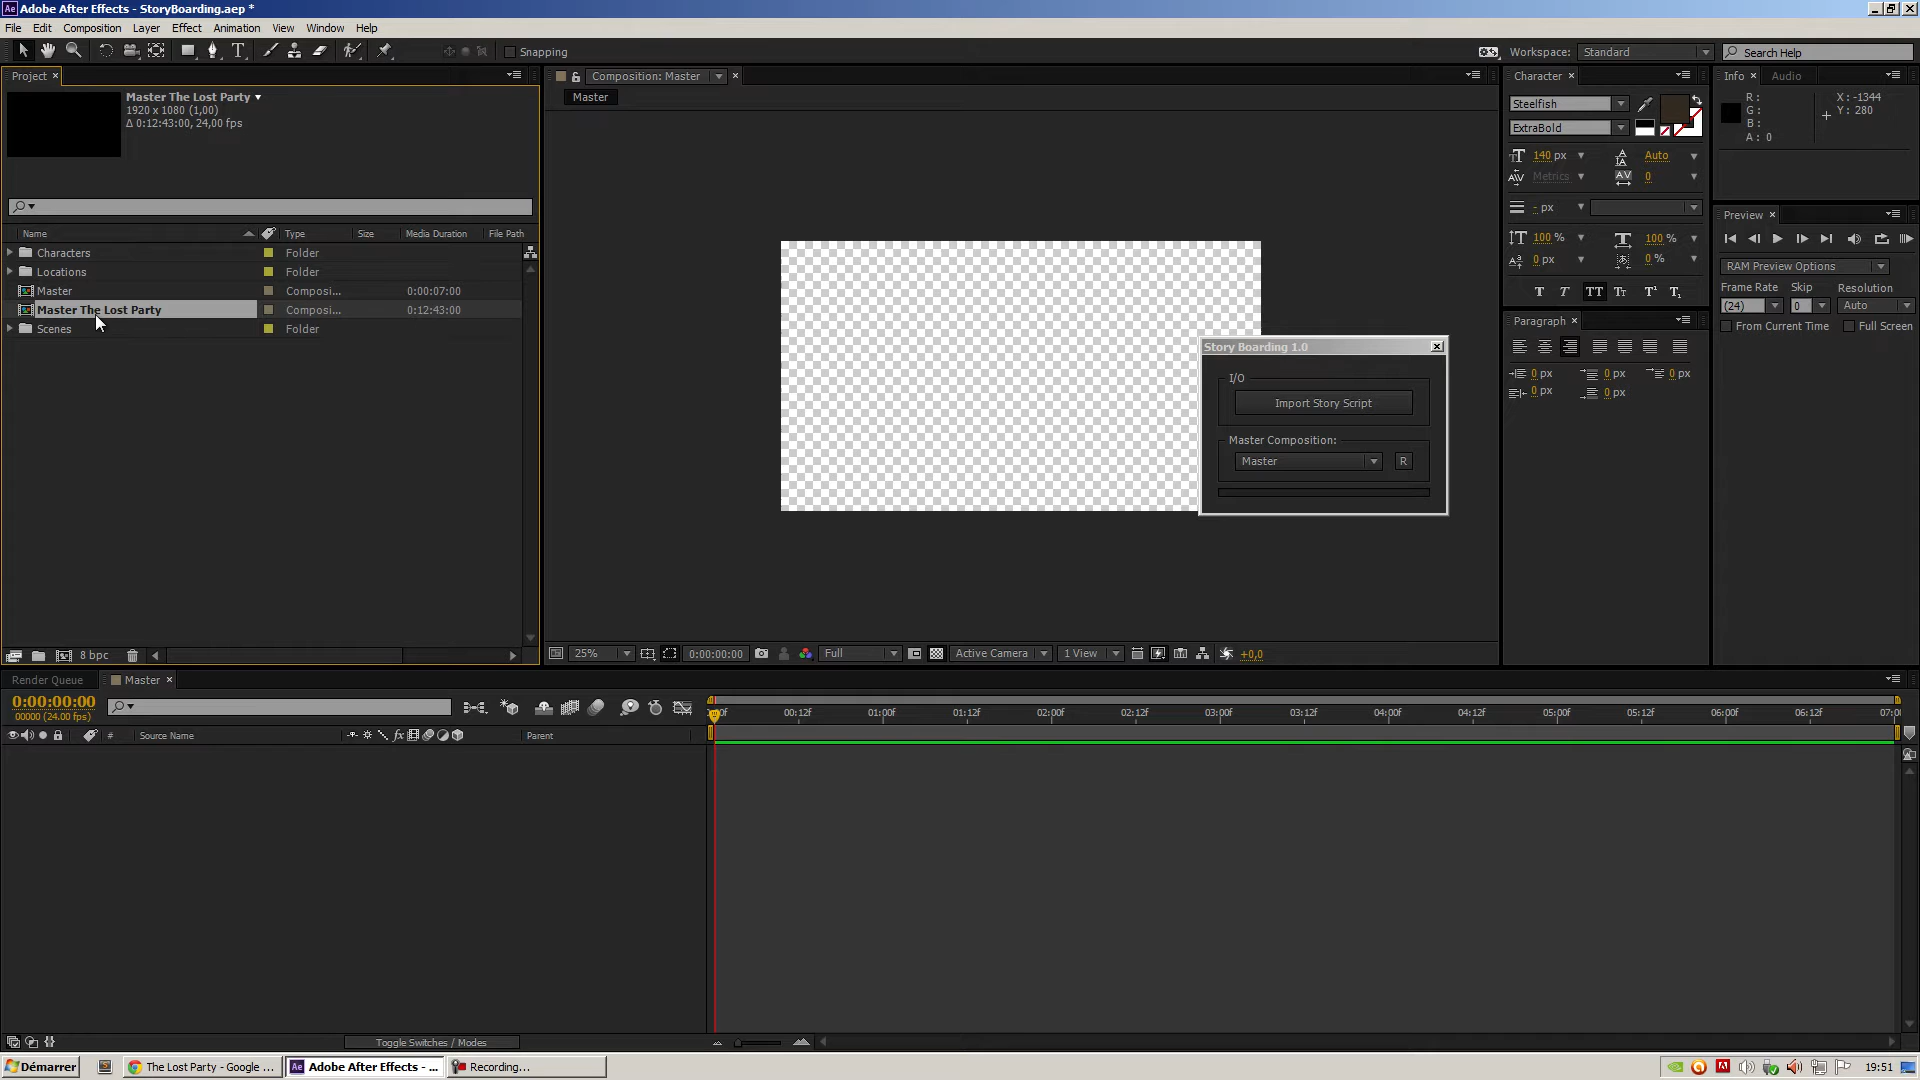 Adobe After Effects - StoryBoarding.aep *
File Edit Composition Layer Effect Animation View Window Help
Snapping
Workspace: Standard
Search Help
Project
Master The Lost Party
1920 x 1080 (1,00)
Δ 0:12:43:00, 24,00 fps
Name Type Size Media Duration File Path
Characters Folder
Locations Folder
Master Composi... 0:00:07:00
Master The Lost Party Composi... 0:12:43:00
Scenes Folder
8 bpc
Composition: Master
Master
Story Boarding 1.0
I/O
Import Story Script
Master Composition:
Master R
25% 0:00:00:00 Full Active Camera 1 View +0,0
Character
Steelfish
ExtraBold
140 px Auto
Metrics 0
- px
100 % 100 %
0 px 0 %
T T TT Tt T¹ T₁
Paragraph
0 px 0 px 0 px
0 px 0 px
Info Audio
R :
G :
B :
A : 0
X : -1344
Y : 280
Preview
RAM Preview Options
Frame Rate Skip Resolution
(24) 0 Auto
From Current Time Full Screen
Render Queue Master
0:00:00:00
00000 (24.00 fps)
# Source Name Parent
00:12f 01:00f 01:12f 02:00f 02:12f 03:00f 03:12f 04:00f 04:12f 05:00f 05:12f 06:00f 06:12f
Toggle Switches / Modes
Démarrer
The Lost Party - Google ...
Adobe After Effects - ...
Recording...
19:51